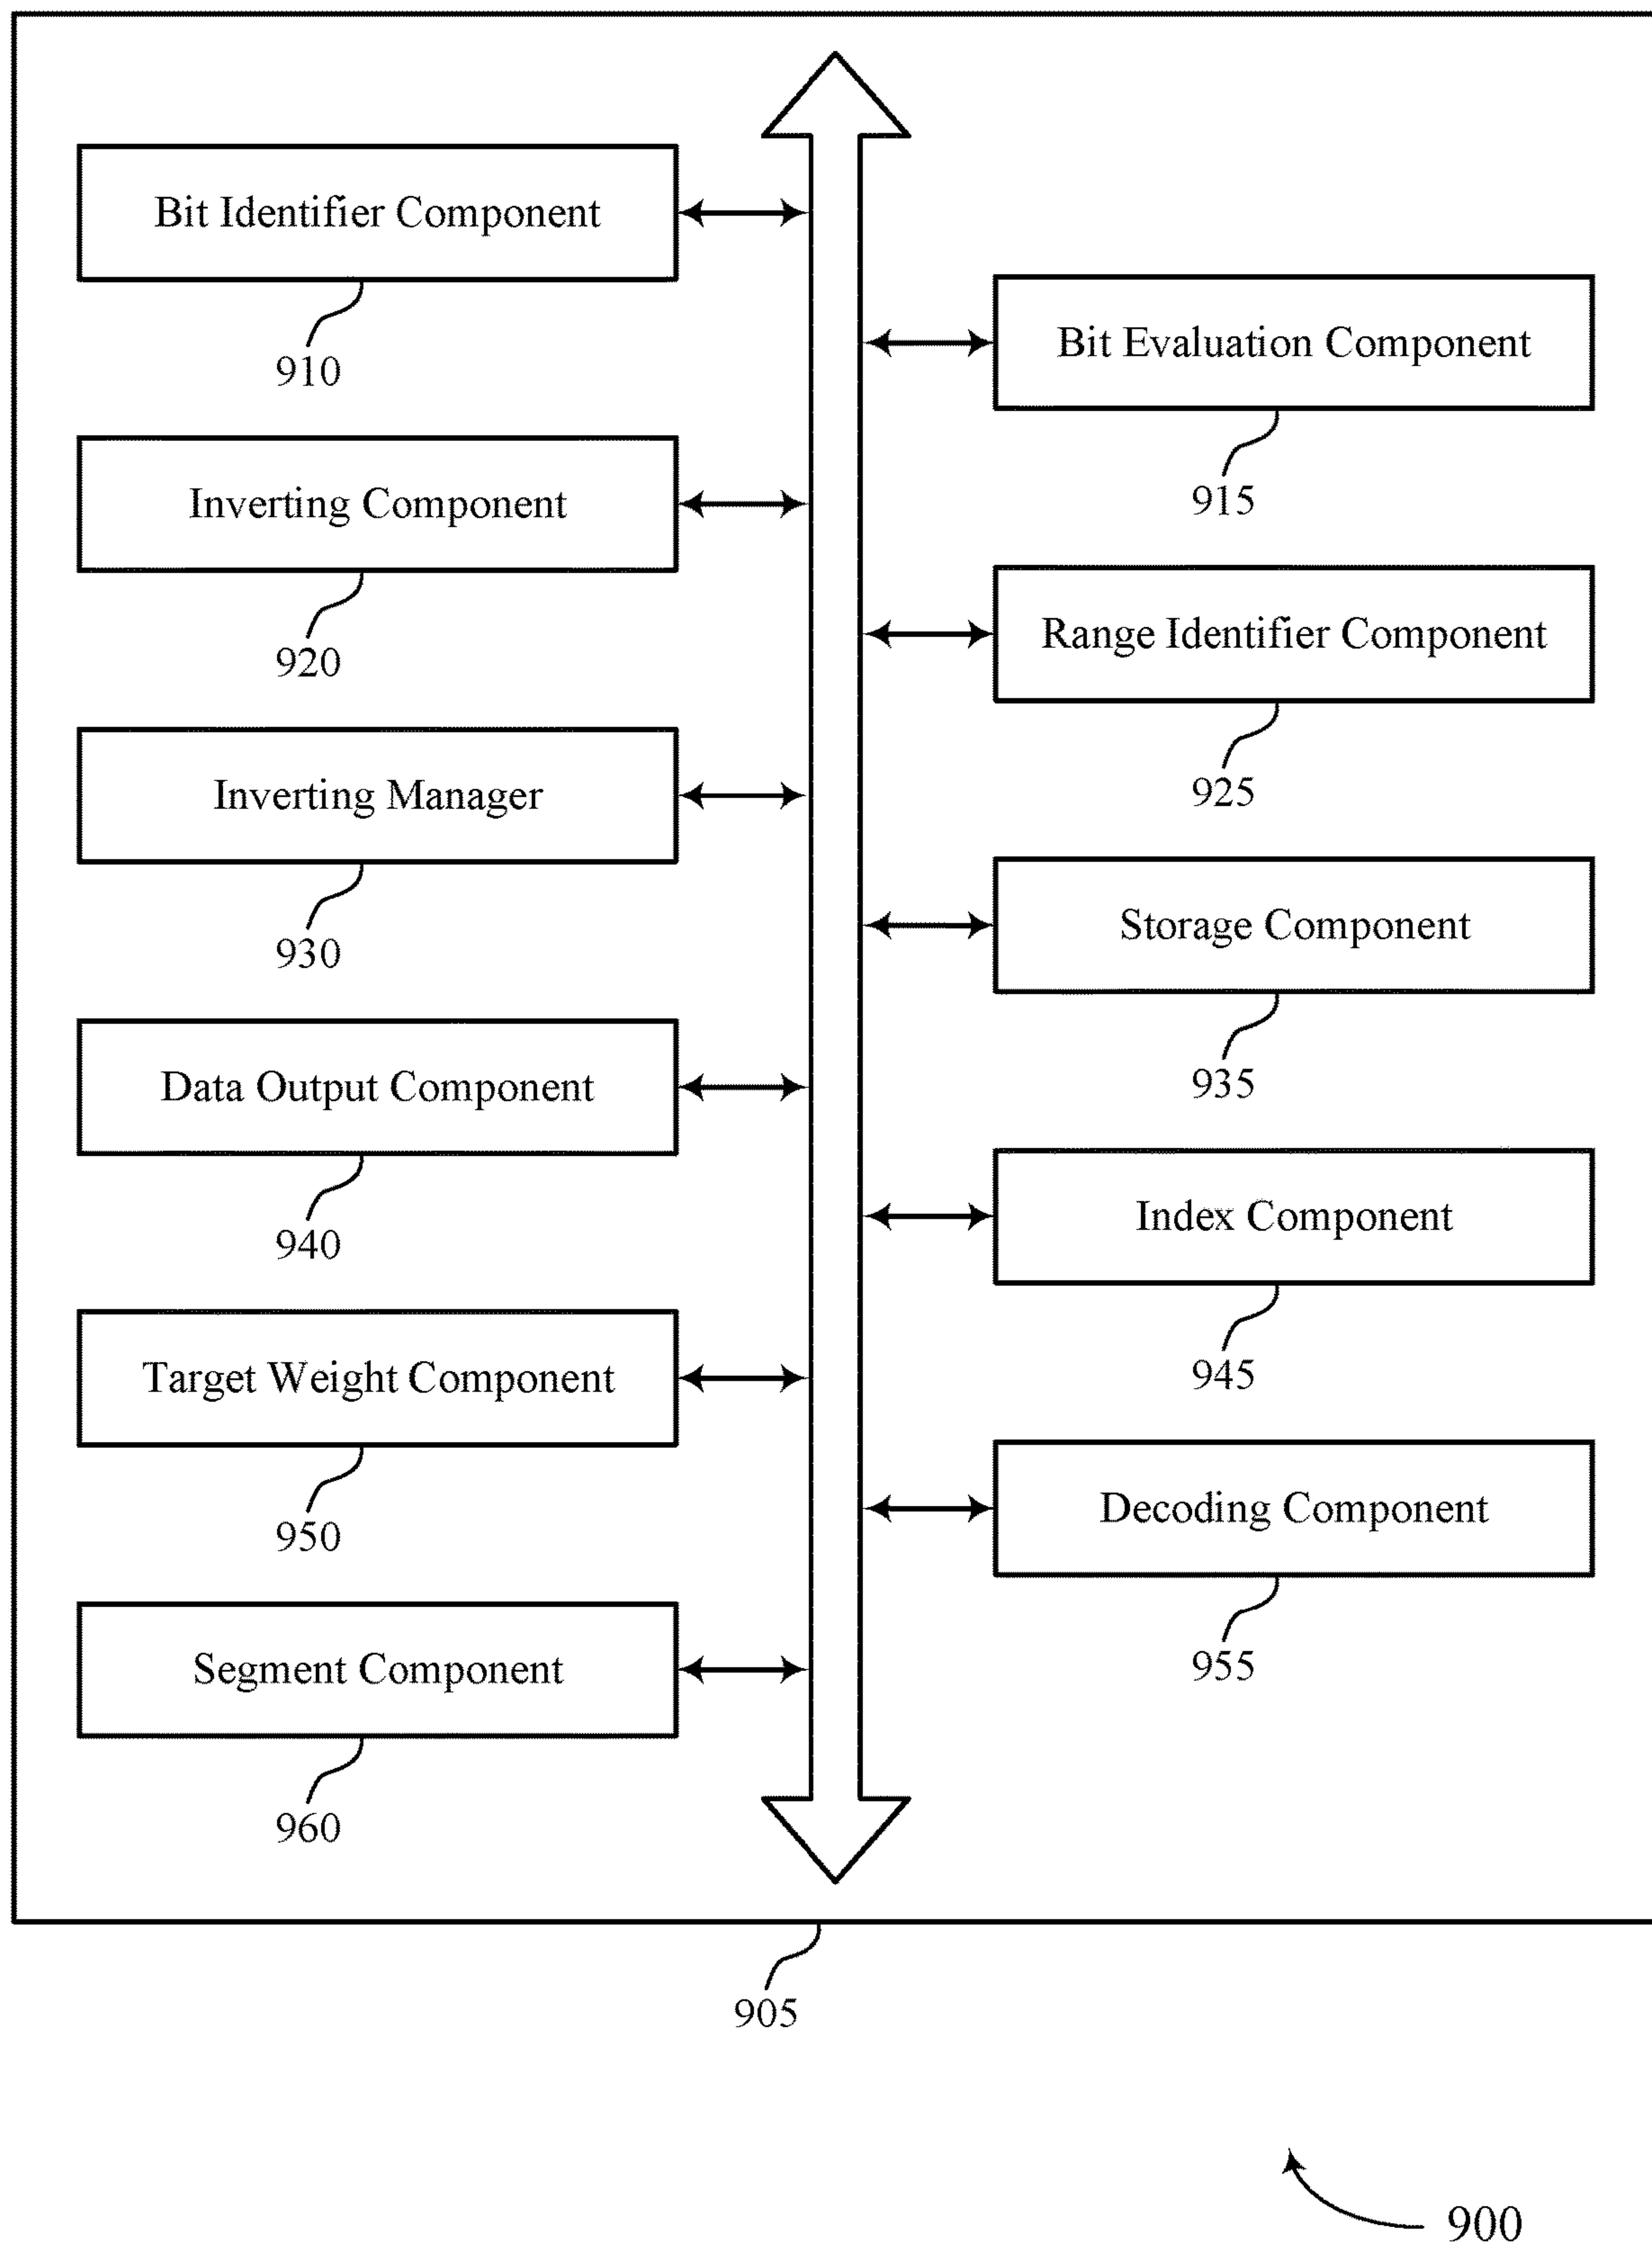 Bit Identifier Component
910
Bit Evaluation Component
915
Inverting Component
920
Range Identifier Component
925
Inverting Manager
930
Storage Component
935
Data Output Component
940
Index Component
945
Target Weight Component
950
Decoding Component
955
Segment Component
960
905
900